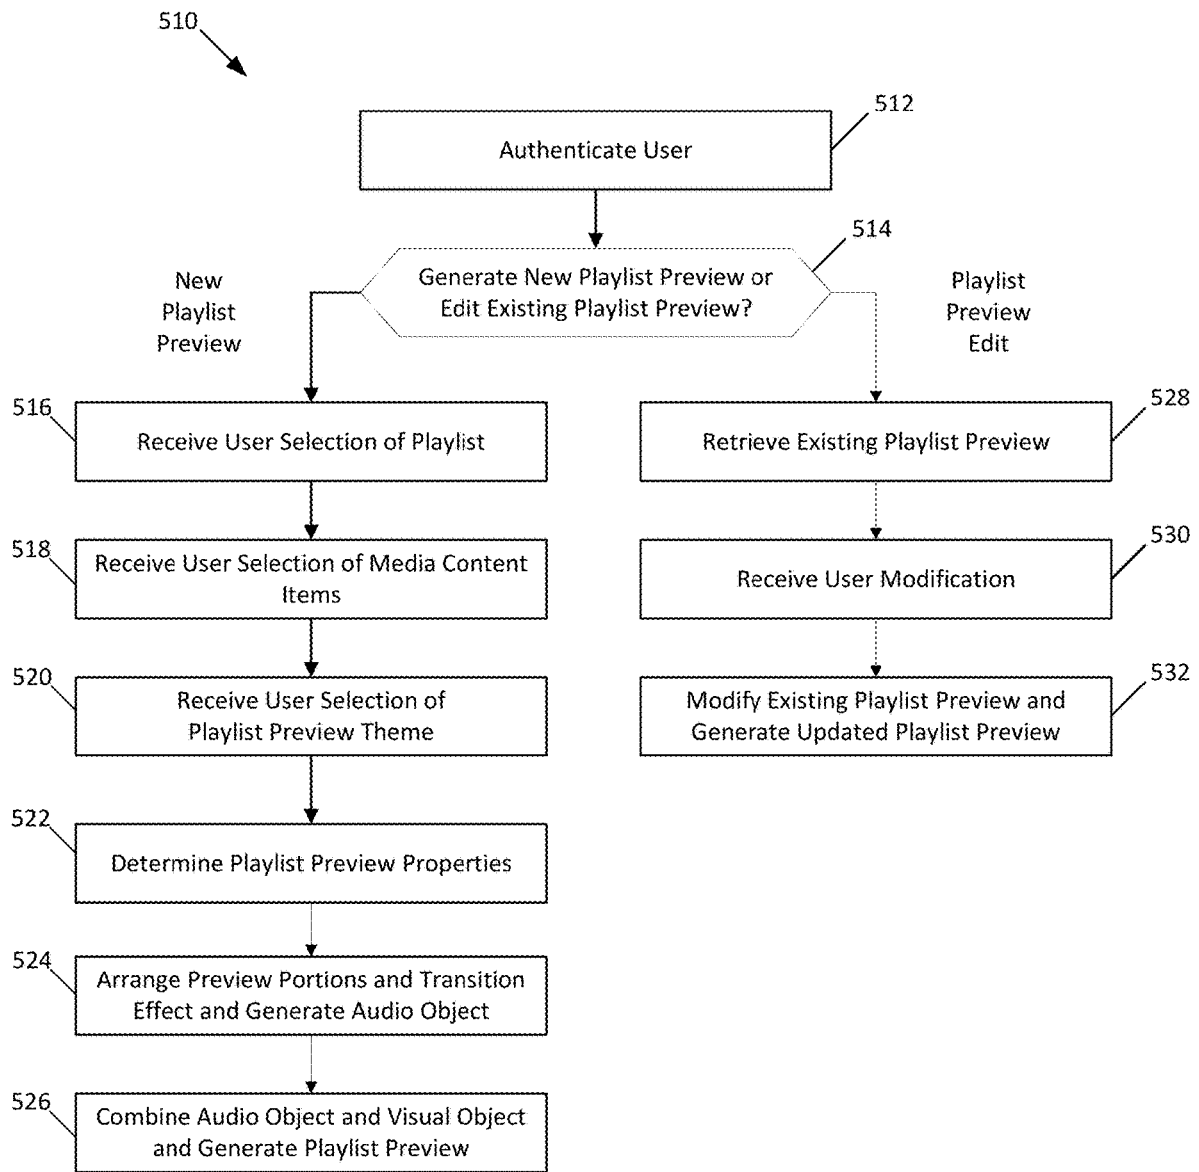 510
512
Authenticate User
514
Generate New Playlist Preview or
Edit Existing Playlist Preview?
New
Playlist
Preview
Playlist
Preview
Edit
516
Receive User Selection of Playlist
528
Retrieve Existing Playlist Preview
518
Receive User Selection of Media Content
Items
530
Receive User Modification
520
Receive User Selection of
Playlist Preview Theme
532
Modify Existing Playlist Preview and
Generate Updated Playlist Preview
522
Determine Playlist Preview Properties
524
Arrange Preview Portions and Transition
Effect and Generate Audio Object
526
Combine Audio Object and Visual Object
and Generate Playlist Preview